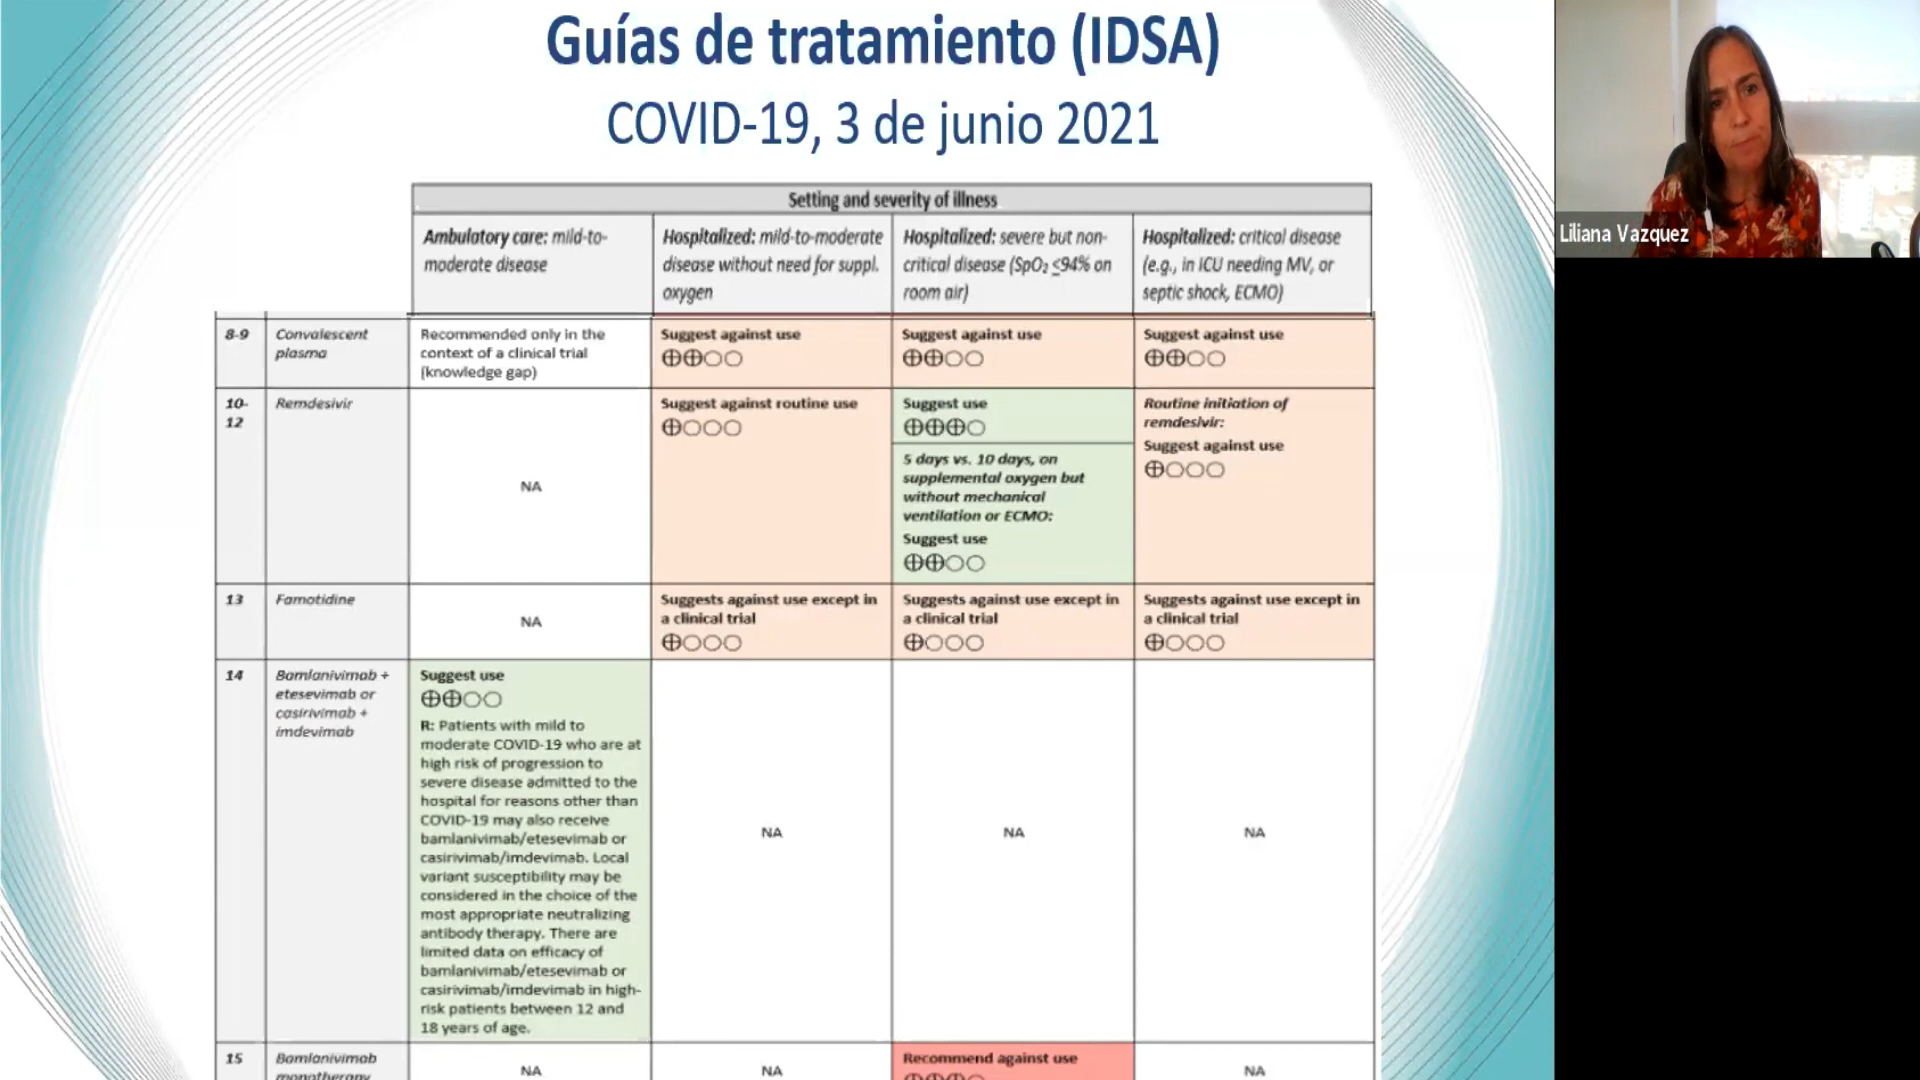 Guías de tratamiento (IDSA)
COVID-19, 3 de junio 2021
Liliana Vazquez
Setting and severity of illness
Ambulatory care: mild-to-
moderate disease
Hospitalized: mild-to-moderate
disease without need for suppl.
oxygen
Hospitalized: severe but non-
critical disease (SpO₂ ≤94% on
room air)
Hospitalized: critical disease
(e.g., in ICU needing MV, or
septic shock, ECMO)
8-9
Convalescent
plasma
Recommended only in the
context of a clinical trial
(knowledge gap)
Suggest against use
⨁⨁◯◯
Suggest against use
⨁⨁◯◯
Suggest against use
⨁⨁◯◯
10-
12
Remdesivir
NA
Suggest against routine use
⨁◯◯◯
Suggest use
⨁⨁⨁◯
5 days vs. 10 days, on
supplemental oxygen but
without mechanical
ventilation or ECMO:
Suggest use
⨁⨁◯◯
Routine initiation of
remdesivir:
Suggest against use
⨁◯◯◯
13
Famotidine
NA
Suggests against use except in
a clinical trial
⨁◯◯◯
Suggests against use except in
a clinical trial
⨁◯◯◯
Suggests against use except in
a clinical trial
⨁◯◯◯
14
Bamlanivimab +
etesevimab or
casirivimab +
imdevimab
Suggest use
⨁⨁◯◯
R: Patients with mild to
moderate COVID-19 who are at
high risk of progression to
severe disease admitted to the
hospital for reasons other than
COVID-19 may also receive
bamlanivimab/etesevimab or
casirivimab/imdevimab. Local
variant susceptibility may be
considered in the choice of the
most appropriate neutralizing
antibody therapy. There are
limited data on efficacy of
bamlanivimab/etesevimab or
casirivimab/imdevimab in high-
risk patients between 12 and
18 years of age.
NA
NA
NA
15
Bamlanivimab
monotherapy
NA
NA
Recommend against use
⨁⨁⨁◯
NA